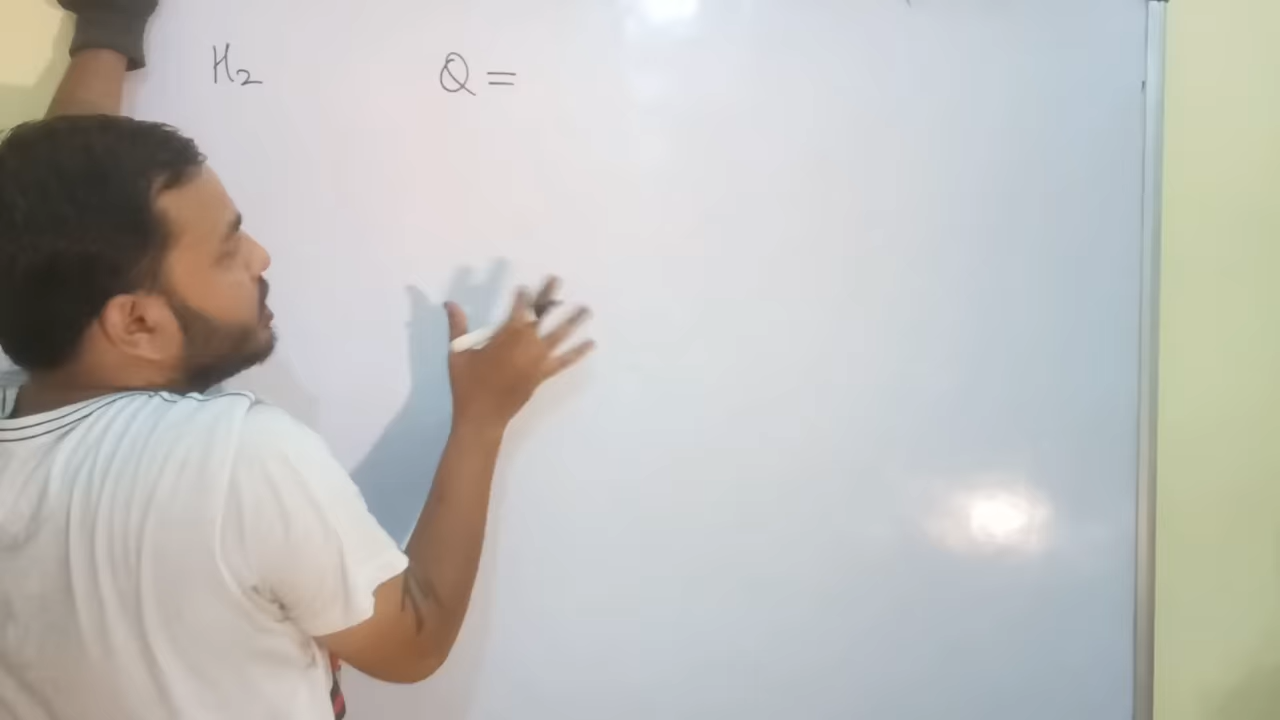 H₂ Q =